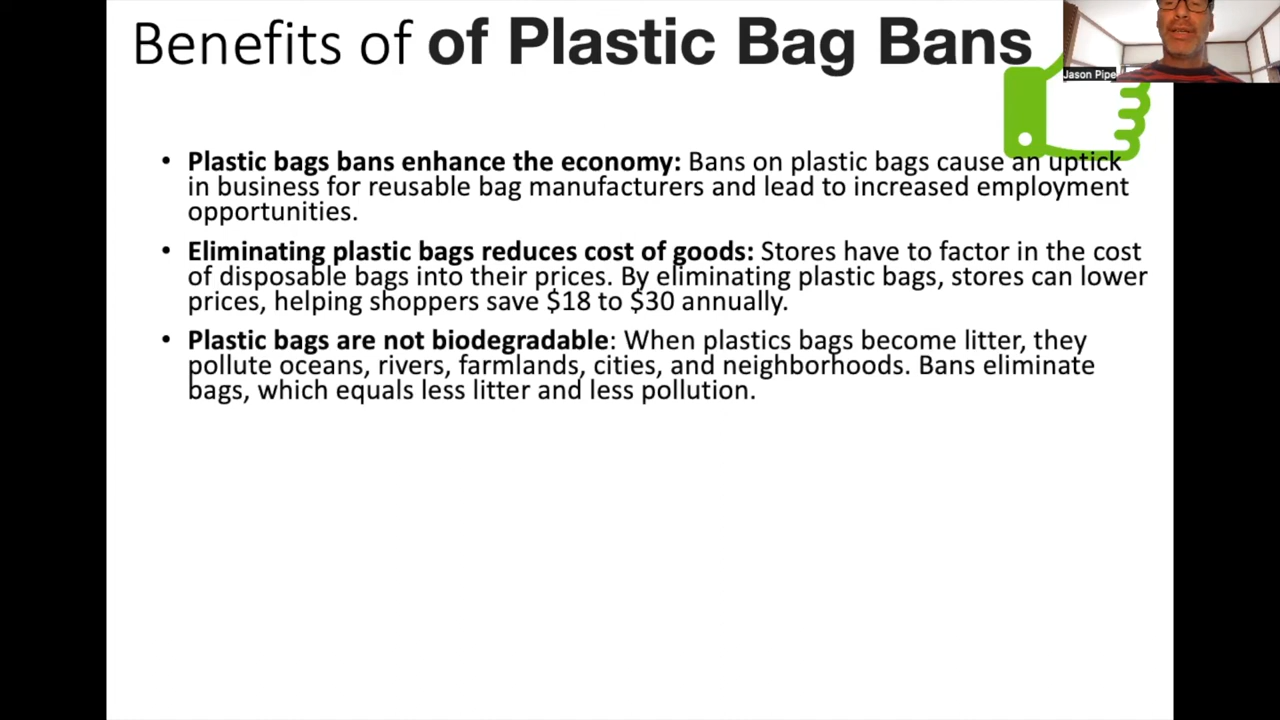 Benefits of of Plastic Bag Bans
Jason Pipe
• Plastic bags bans enhance the economy: Bans on plastic bags cause an uptick
in business for reusable bag manufacturers and lead to increased employment
opportunities.
• Eliminating plastic bags reduces cost of goods: Stores have to factor in the cost
of disposable bags into their prices. By eliminating plastic bags, stores can lower
prices, helping shoppers save $18 to $30 annually.
• Plastic bags are not biodegradable: When plastics bags become litter, they
pollute oceans, rivers, farmlands, cities, and neighborhoods. Bans eliminate
bags, which equals less litter and less pollution.